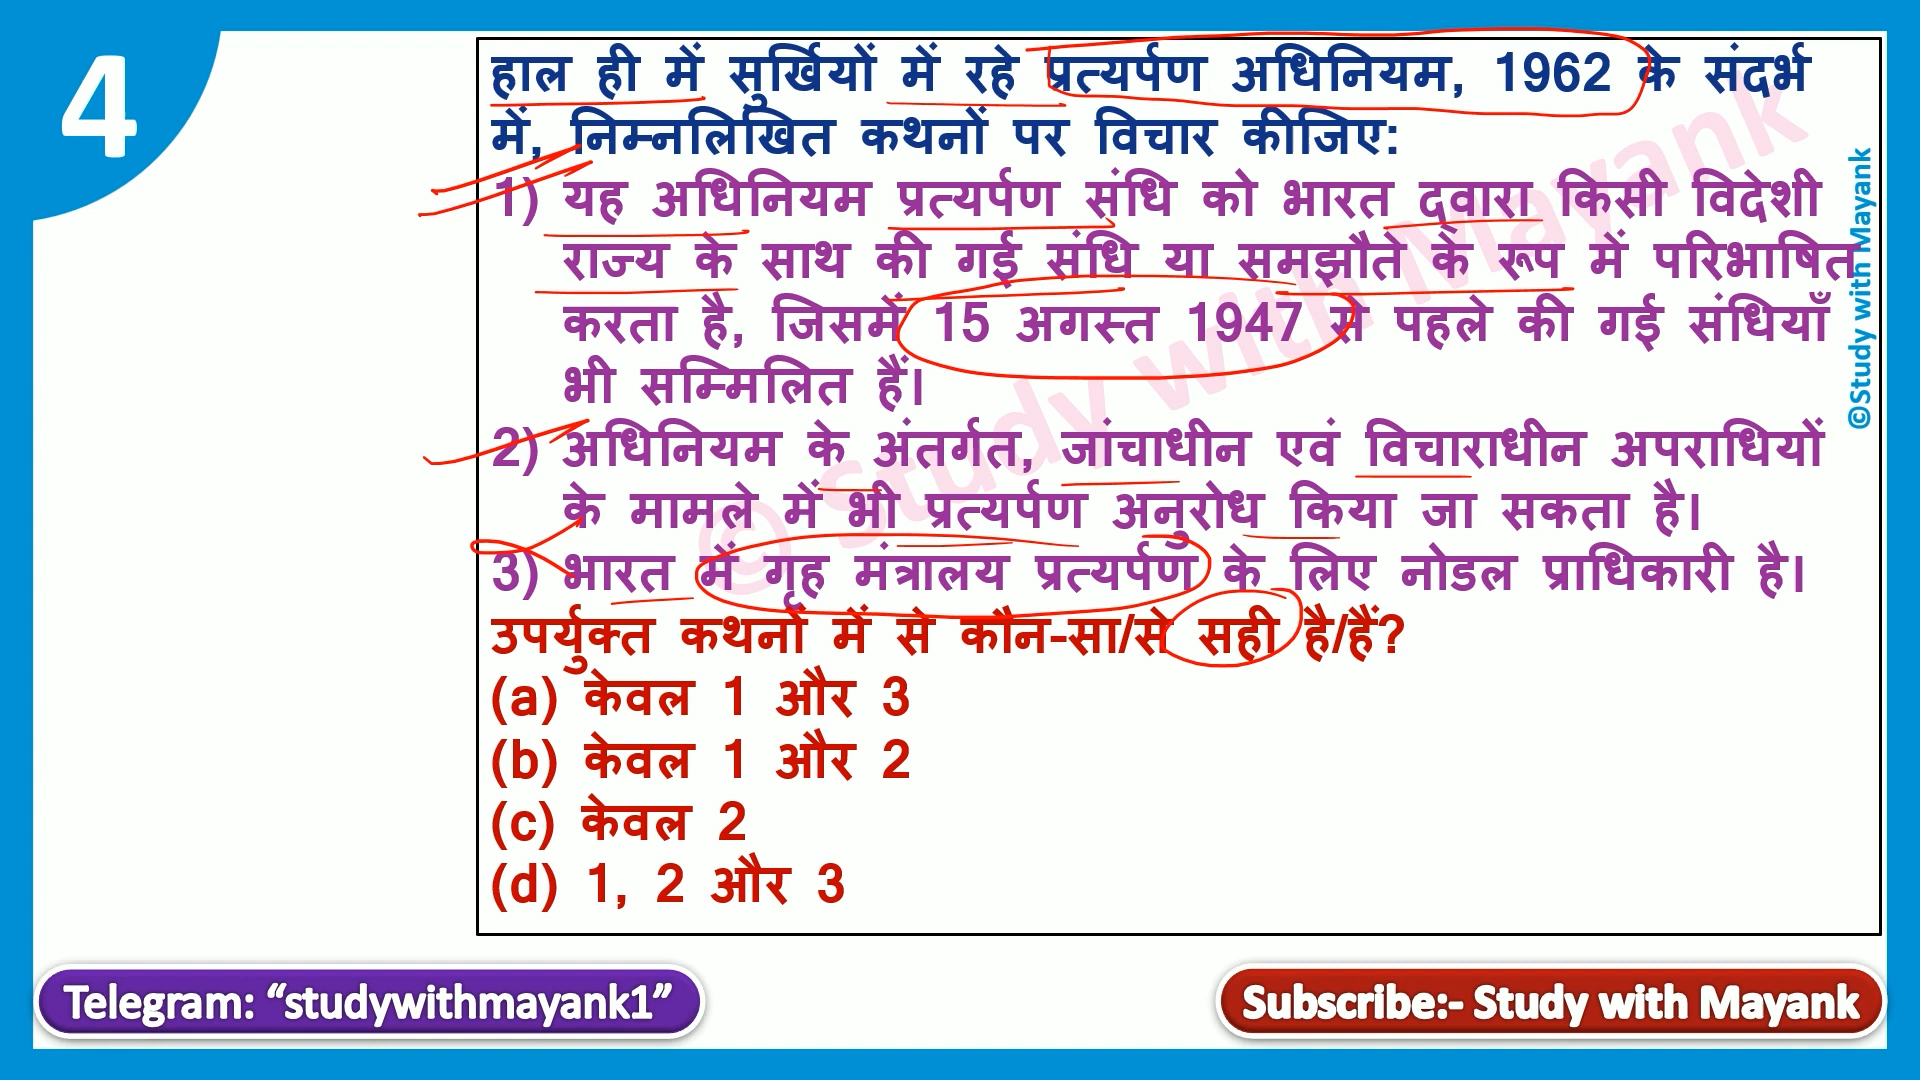 4
हाल ही में सुर्खियों में रहे प्रत्यर्पण अधिनियम, 1962 के संदर्भ
में, निम्नलिखित कथनों पर विचार कीजिए:
1) यह अधिनियम प्रत्यर्पण संधि को भारत द्वारा किसी विदेशी
राज्य के साथ की गई संधि या समझौते के रूप में परिभाषित
करता है, जिसमें 15 अगस्त 1947 से पहले की गई संधियाँ
भी सम्मिलित हैं।
2) अधिनियम के अंतर्गत, जांचाधीन एवं विचाराधीन अपराधियों
के मामले में भी प्रत्यर्पण अनुरोध किया जा सकता है।
3) भारत में गृह मंत्रालय प्रत्यर्पण के लिए नोडल प्राधिकारी है।
उपर्युक्त कथनों में से कौन-सा/से सही है/हैं?
(a) केवल 1 और 3
(b) केवल 1 और 2
(c) केवल 2
(d) 1, 2 और 3
© Study with Mayank
©Study with Mayank
Telegram: “studywithmayank1”
Subscribe:- Study with Mayank